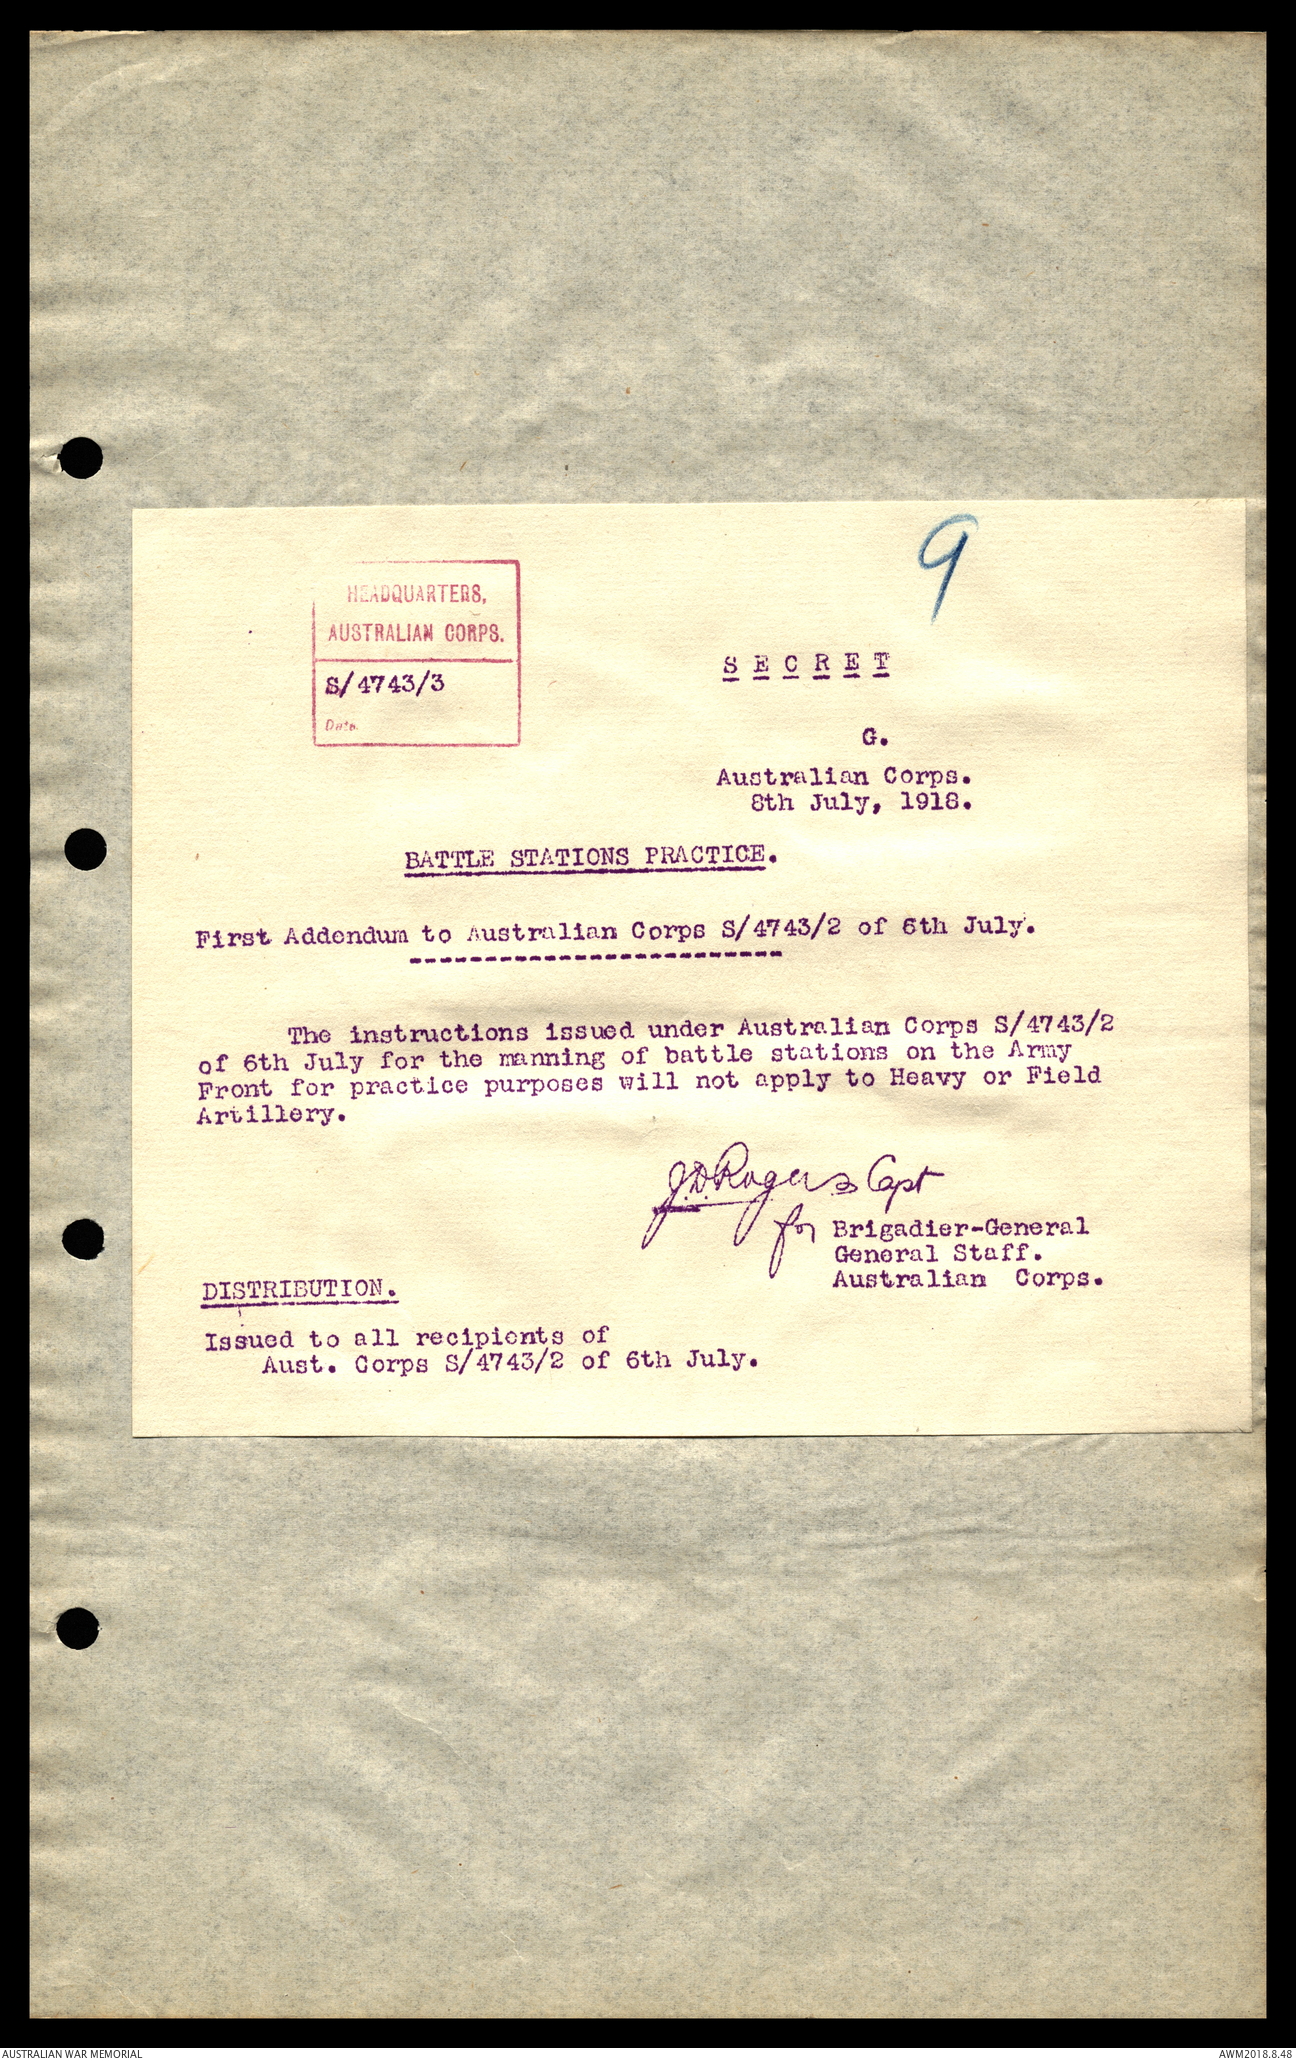 9
HEADQUARTERS,
AUSTRALIAN CORPS.
S/4743/3
Date.
SECRET
G.
Australian Corps.
8th July, 1918.
BATTLE STATIONS PRACTICE.
First Addendum to Australian Corps S/4743/2 of 6th July.
-------------------------
The instructions issued under Australian Corps S/4743/2
of 6th July for the manning of battle stations on the Army
Front for practice purposes will not apply to Heavy or Field
Artillery.
J.D.Rogers Capt
for Brigadier-General
General Staff.
Australian Corps.
DISTRIBUTION.
Issued to all recipients of
Aust. Corps S/4743/2 of 6th July.
AUSTRALIAN WAR MEMORIAL
AWM2018.8.48